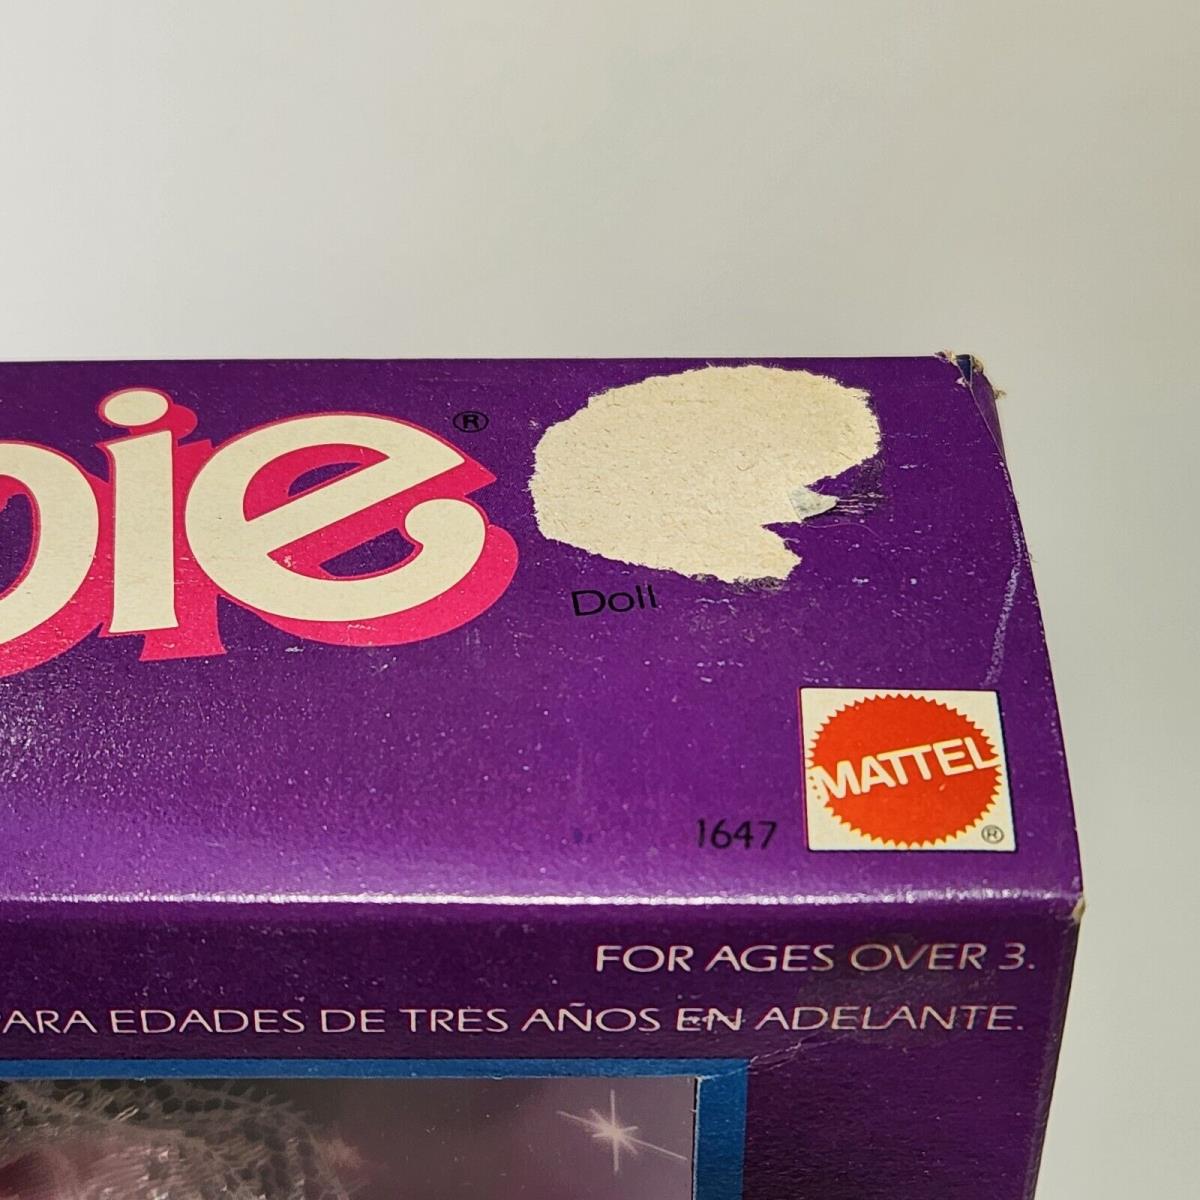 bie®
Doll
MATTEL
®
1647
FOR AGES OVER 3.
ARA EDADES DE TRES AÑOS EN ADELANTE.